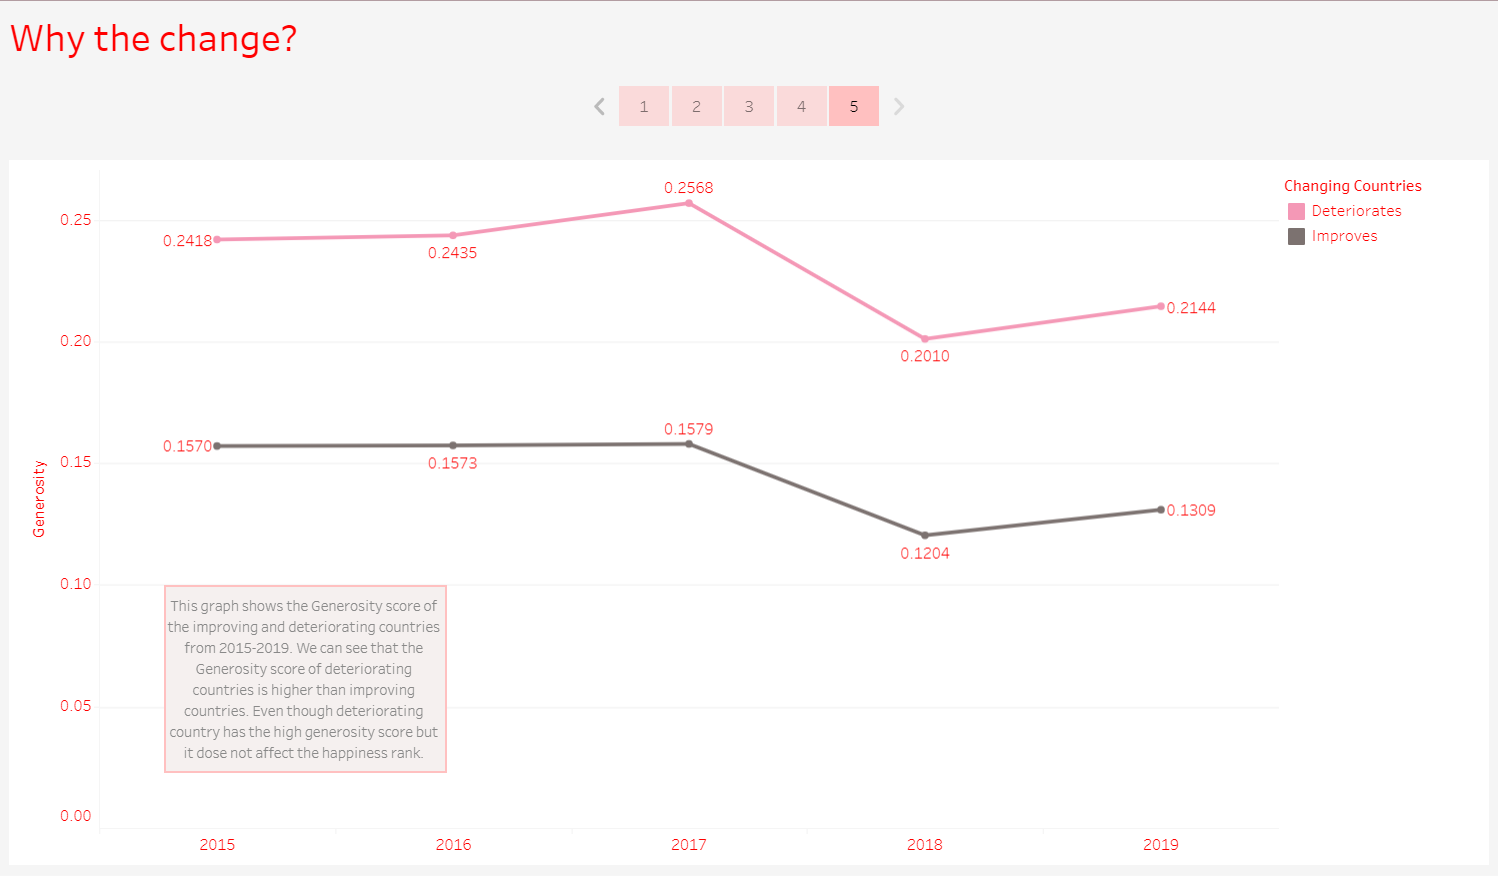 Why the change?
1 2 3 4 5
Changing Countries
Deteriorates
Improves
0.2568
0.25
0.2418
0.2435
0.2144
0.20
0.2010
0.1579
0.1570
0.15
0.1573
Generosity
0.1309
0.1204
0.10
This graph shows the Generosity score of
the improving and deteriorating countries
from 2015-2019. We can see that the
Generosity score of deteriorating
countries is higher than improving
countries. Even though deteriorating
country has the high generosity score but
it dose not affect the happiness rank.
0.05
0.00
2015 2016 2017 2018 2019